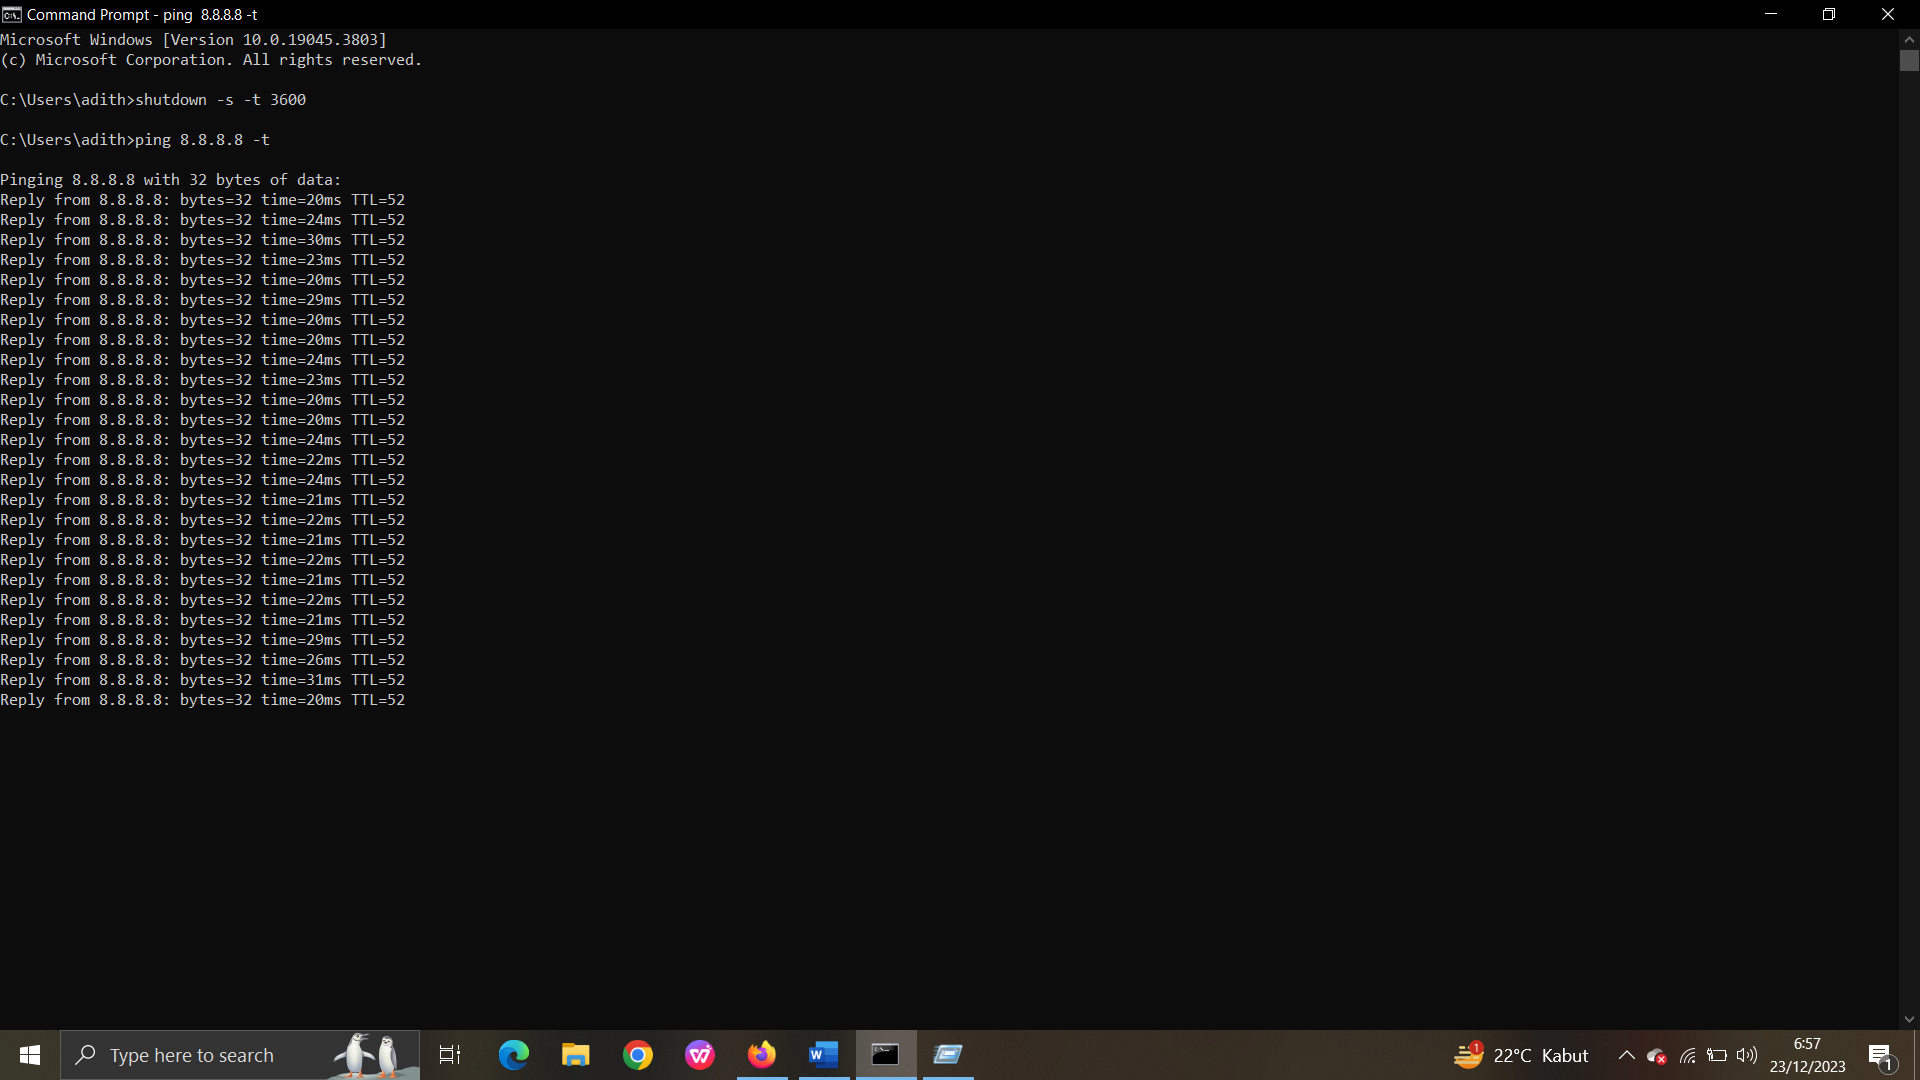 Command Prompt - ping  8.8.8.8 -t
Microsoft Windows [Version 10.0.19045.3803]
(c) Microsoft Corporation. All rights reserved.
C:\Users\adith>shutdown -s -t 3600
C:\Users\adith>ping 8.8.8.8 -t
Pinging 8.8.8.8 with 32 bytes of data:
Reply from 8.8.8.8: bytes=32 time=20ms TTL=52
Reply from 8.8.8.8: bytes=32 time=24ms TTL=52
Reply from 8.8.8.8: bytes=32 time=30ms TTL=52
Reply from 8.8.8.8: bytes=32 time=23ms TTL=52
Reply from 8.8.8.8: bytes=32 time=20ms TTL=52
Reply from 8.8.8.8: bytes=32 time=29ms TTL=52
Reply from 8.8.8.8: bytes=32 time=20ms TTL=52
Reply from 8.8.8.8: bytes=32 time=20ms TTL=52
Reply from 8.8.8.8: bytes=32 time=24ms TTL=52
Reply from 8.8.8.8: bytes=32 time=23ms TTL=52
Reply from 8.8.8.8: bytes=32 time=20ms TTL=52
Reply from 8.8.8.8: bytes=32 time=20ms TTL=52
Reply from 8.8.8.8: bytes=32 time=24ms TTL=52
Reply from 8.8.8.8: bytes=32 time=22ms TTL=52
Reply from 8.8.8.8: bytes=32 time=24ms TTL=52
Reply from 8.8.8.8: bytes=32 time=21ms TTL=52
Reply from 8.8.8.8: bytes=32 time=22ms TTL=52
Reply from 8.8.8.8: bytes=32 time=21ms TTL=52
Reply from 8.8.8.8: bytes=32 time=22ms TTL=52
Reply from 8.8.8.8: bytes=32 time=21ms TTL=52
Reply from 8.8.8.8: bytes=32 time=22ms TTL=52
Reply from 8.8.8.8: bytes=32 time=21ms TTL=52
Reply from 8.8.8.8: bytes=32 time=29ms TTL=52
Reply from 8.8.8.8: bytes=32 time=26ms TTL=52
Reply from 8.8.8.8: bytes=32 time=31ms TTL=52
Reply from 8.8.8.8: bytes=32 time=20ms TTL=52
Type here to search
1
22°C Kabut
6:57
23/12/2023
1